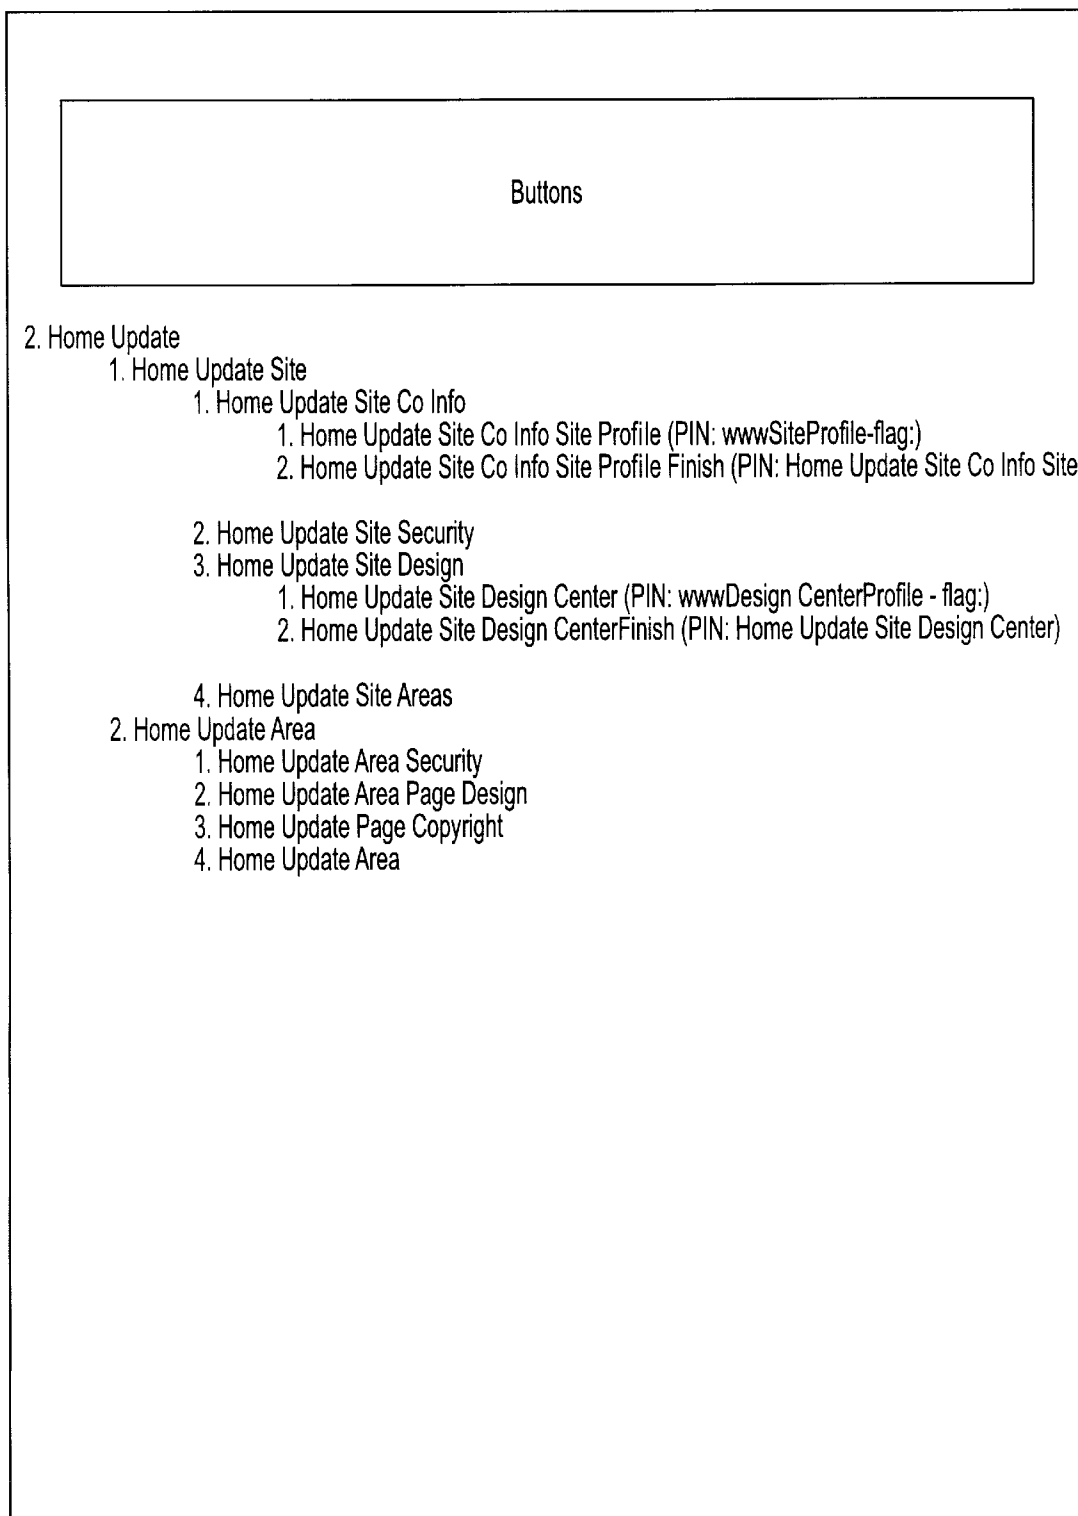 Buttons
2. Home Update
1. Home Update Site
1. Home Update Site Co Info
1. Home Update Site Co Info Site Profile (PIN: wwwSiteProfile-flag:)
2. Home Update Site Co Info Site Profile Finish (PIN: Home Update Site Co Info Site
2. Home Update Site Security
3. Home Update Site Design
1. Home Update Site Design Center (PIN: wwwDesign CenterProfile - flag:)
2. Home Update Site Design CenterFinish (PIN: Home Update Site Design Center)
4. Home Update Site Areas
2. Home Update Area
1. Home Update Area Security
2. Home Update Area Page Design
3. Home Update Page Copyright
4. Home Update Area